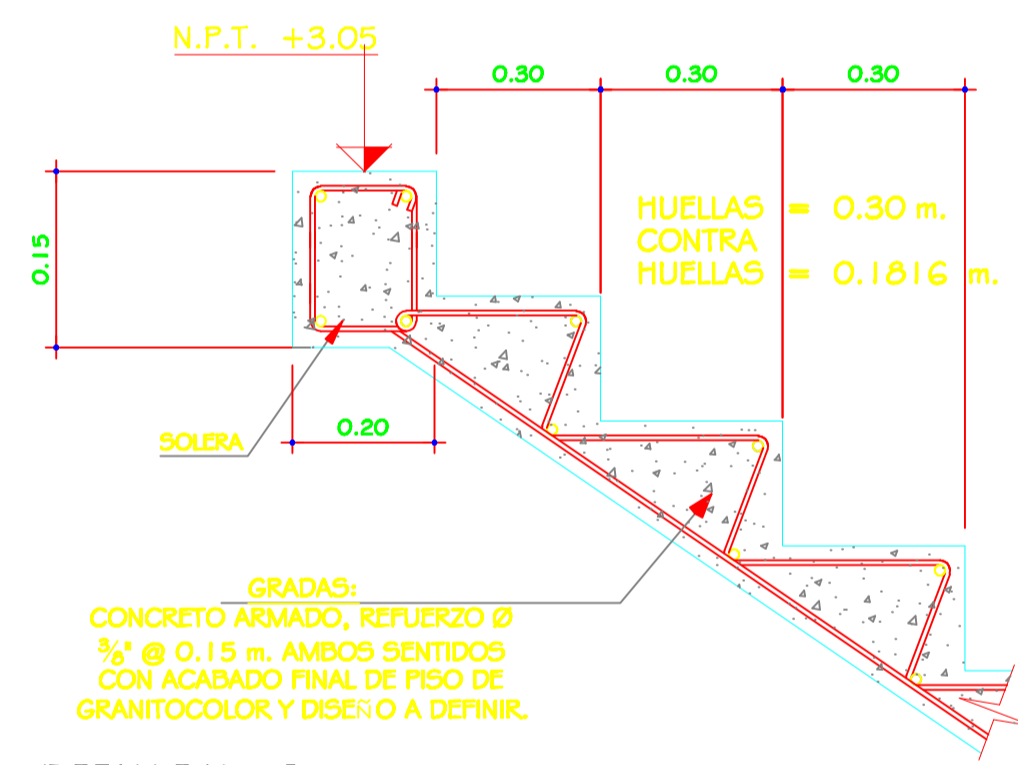 N.P.T. +3.05
0.30
0.30
0.30
0.15
HUELLAS = 0.30 m.
CONTRA
HUELLAS = 0.1816 m.
0.20
SOLERA
GRADAS:
CONCRETO ARMADO, REFUERZO Ø
⅜" @ 0.15 m. AMBOS SENTIDOS
CON ACABADO FINAL DE PISO DE
GRANITOCOLOR Y DISEÑO A DEFINIR.